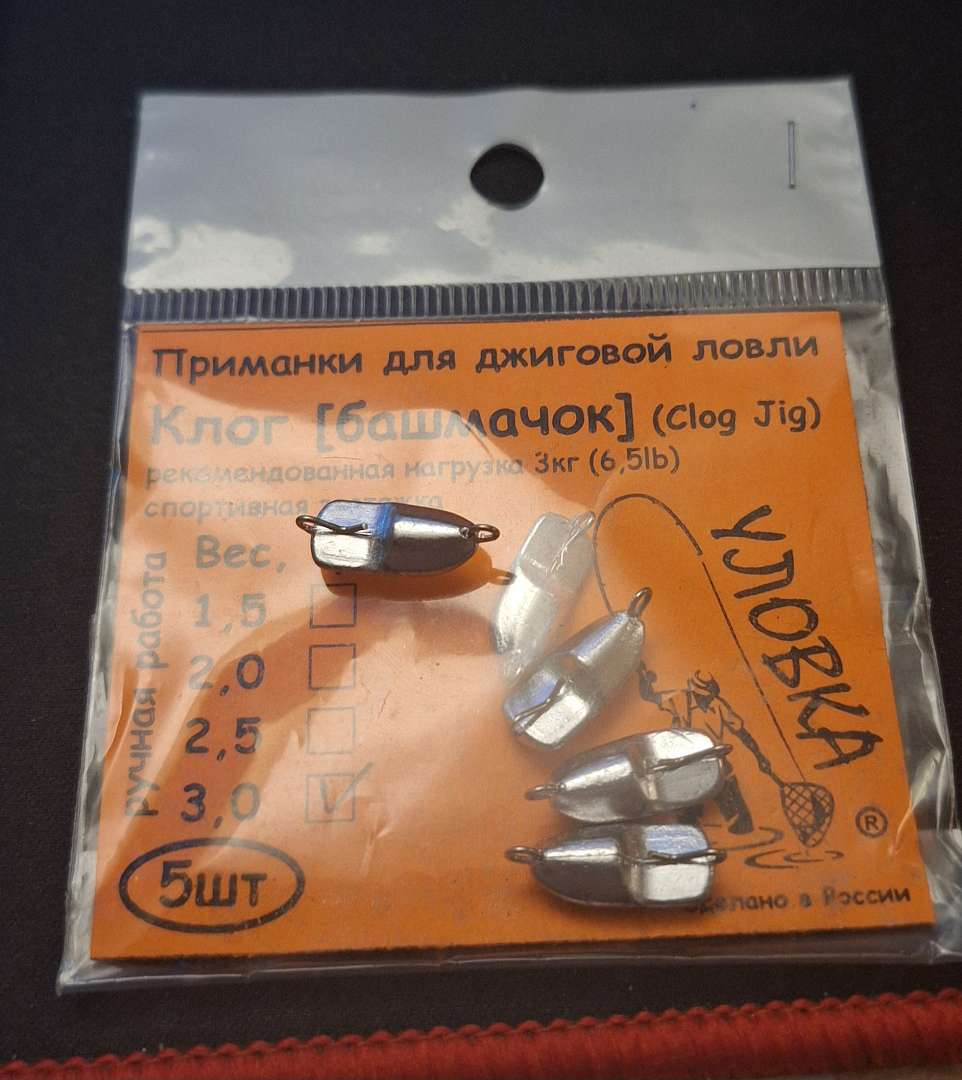 Приманки для джиговой ловли
Клог [башмачок] (Clog Jig)
рекомендованная нагрузка 3кг (6,5lb)
спортивная
Вес,
1,5
2,0
2,5
3,0
ручная работа
5шт
УЛОВКА
®
сделано в России